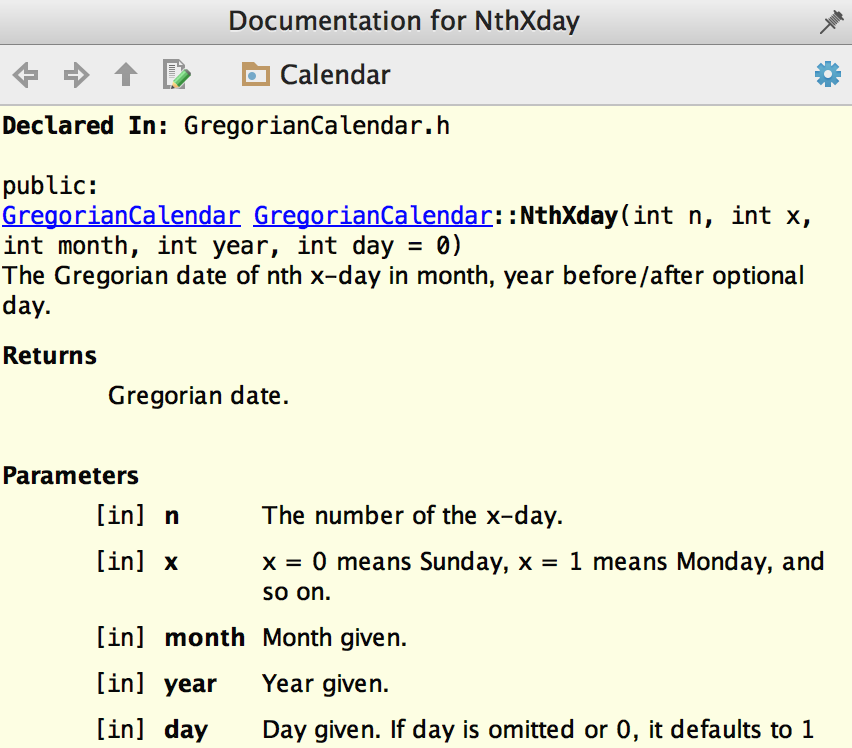 Documentation for NthXday
Calendar
Declared In: GregorianCalendar.h
public:
GregorianCalendar GregorianCalendar::NthXday(int n, int x,
int month, int year, int day = 0)
The Gregorian date of nth x-day in month, year before/after optional
day.
Returns
Gregorian date.
Parameters
[in] n The number of the x-day.
[in] x x = 0 means Sunday, x = 1 means Monday, and
so on.
[in] month Month given.
[in] year Year given.
[in] day Day given. If day is omitted or 0, it defaults to 1